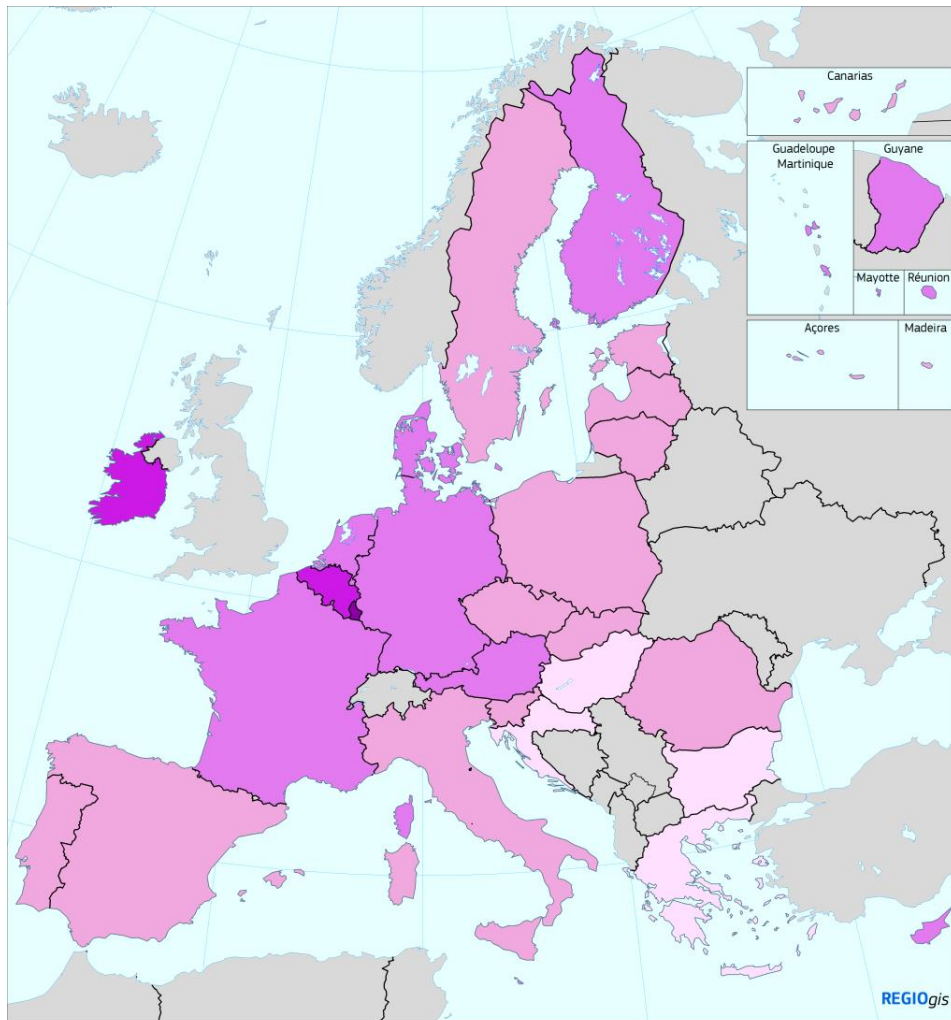 Canarias
Guadeloupe
Martinique
Guyane
Mayotte
Réunion
Açores
Madeira
REGIOgis